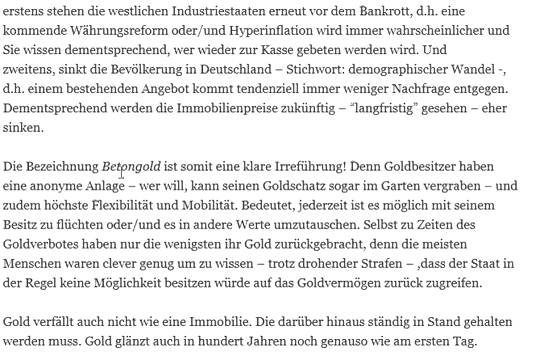 erstens stehen die westlichen Industriestaaten erneut vor dem Bankrott, d.h. eine
kommende Währungsreform oder/und Hyperinflation wird immer wahrscheinlicher und
Sie wissen dementsprechend, wer wieder zur Kasse gebeten werden wird. Und
zweitens, sinkt die Bevölkerung in Deutschland – Stichwort: demographischer Wandel -,
d.h. einem bestehenden Angebot kommt tendenziell immer weniger Nachfrage entgegen.
Dementsprechend werden die Immobilienpreise zukünftig – “langfristig” gesehen – eher
sinken.
Die Bezeichnung Betongold ist somit eine klare Irreführung! Denn Goldbesitzer haben
eine anonyme Anlage – wer will, kann seinen Goldschatz sogar im Garten vergraben – und
zudem höchste Flexibilität und Mobilität. Bedeutet, jederzeit ist es möglich mit seinem
Besitz zu flüchten oder/und es in andere Werte umzutauschen. Selbst zu Zeiten des
Goldverbotes haben nur die wenigsten ihr Gold zurückgebracht, denn die meisten
Menschen waren clever genug um zu wissen – trotz drohender Strafen – ,dass der Staat in
der Regel keine Möglichkeit besitzen würde auf das Goldvermögen zurück zugreifen.
Gold verfällt auch nicht wie eine Immobilie. Die darüber hinaus ständig in Stand gehalten
werden muss. Gold glänzt auch in hundert Jahren noch genauso wie am ersten Tag.